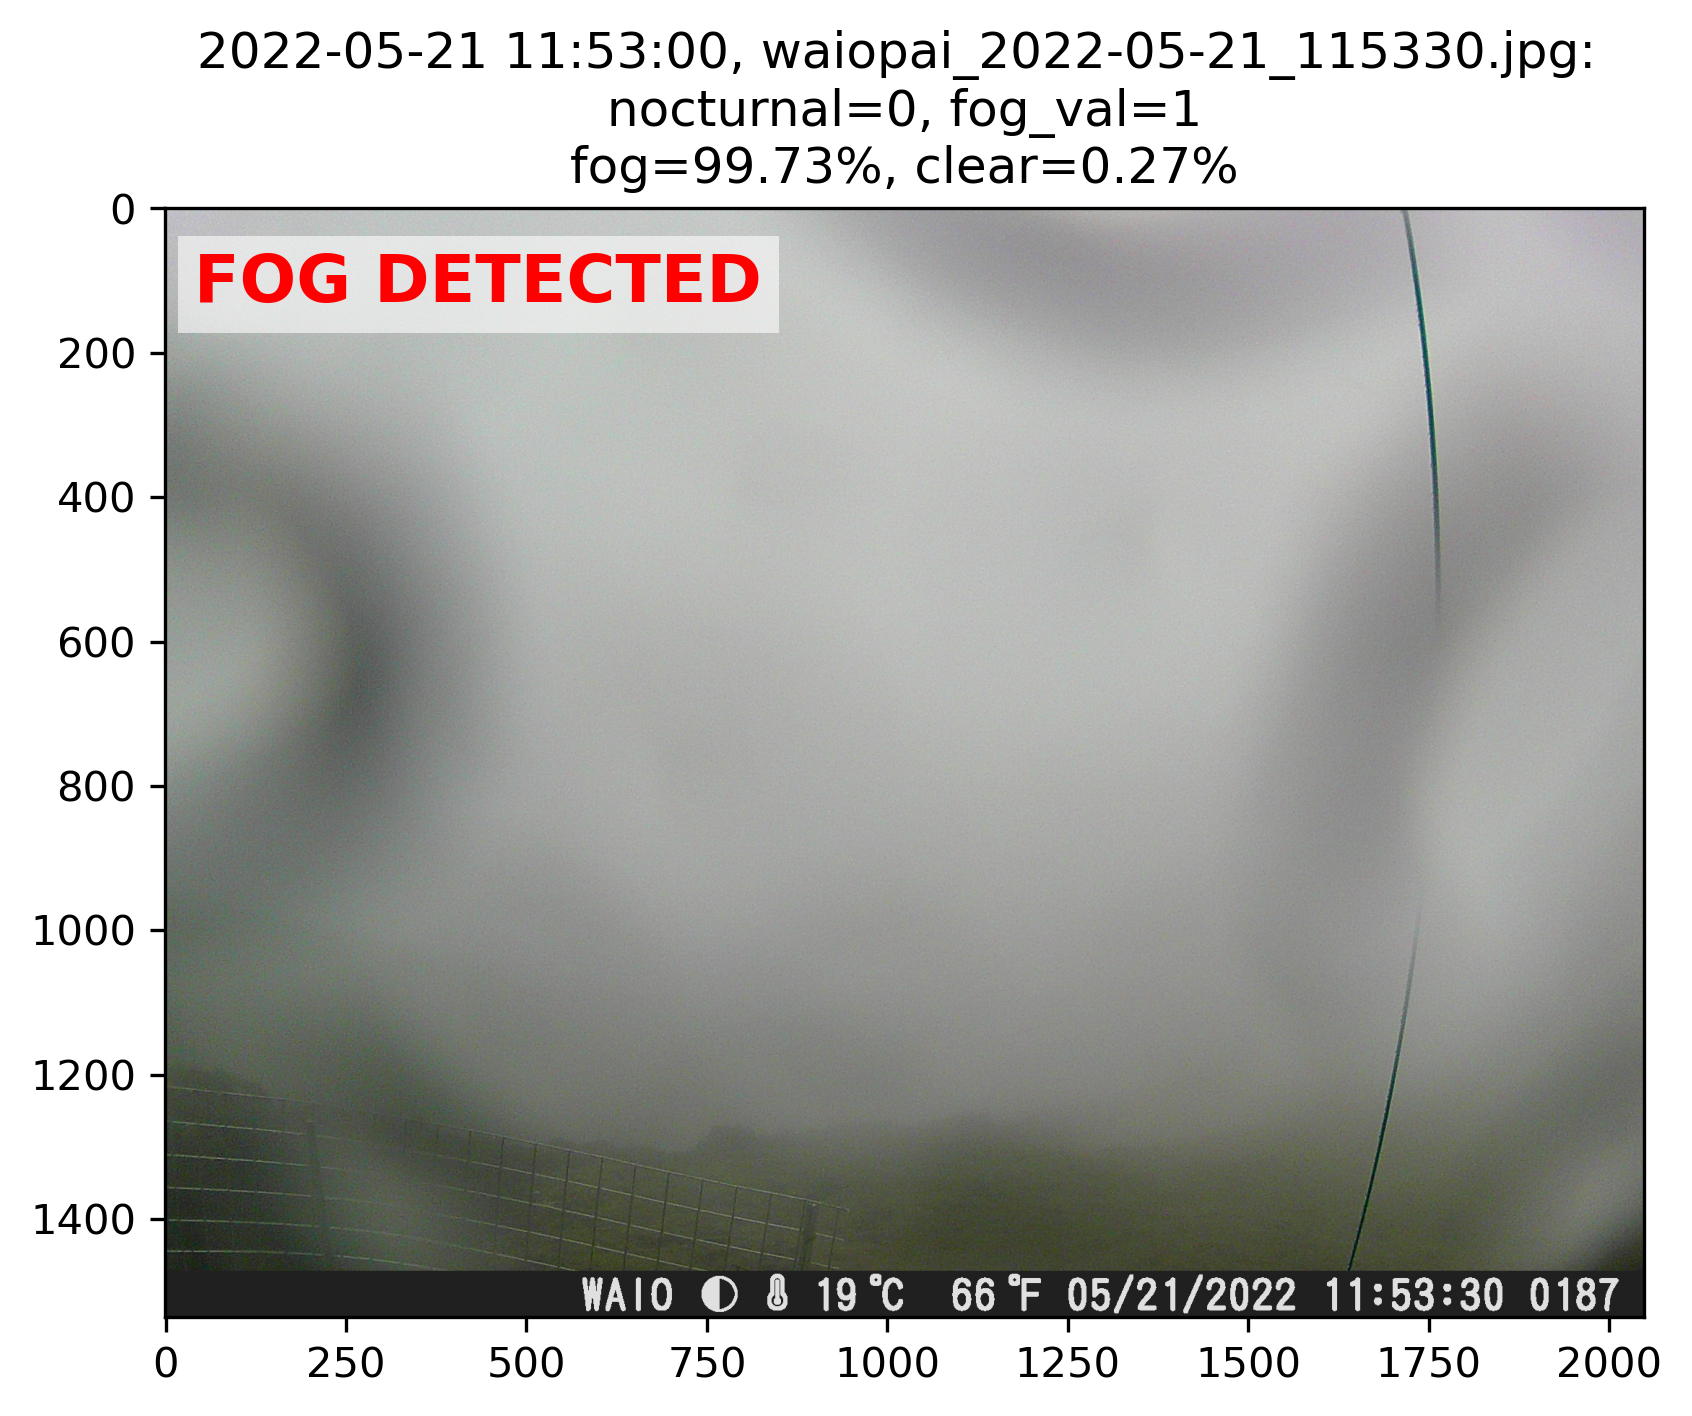 2022-05-21 11:53:00, waiopai_2022-05-21_115330.jpg:
nocturnal=0, fog_val=1
fog=99.73%, clear=0.27%
FOG DETECTED
0
200
400
600
800
1000
1200
1400
WAIO 19°C 66°F 05/21/2022 11:53:30 0187
0 250 500 750 1000 1250 1500 1750 2000